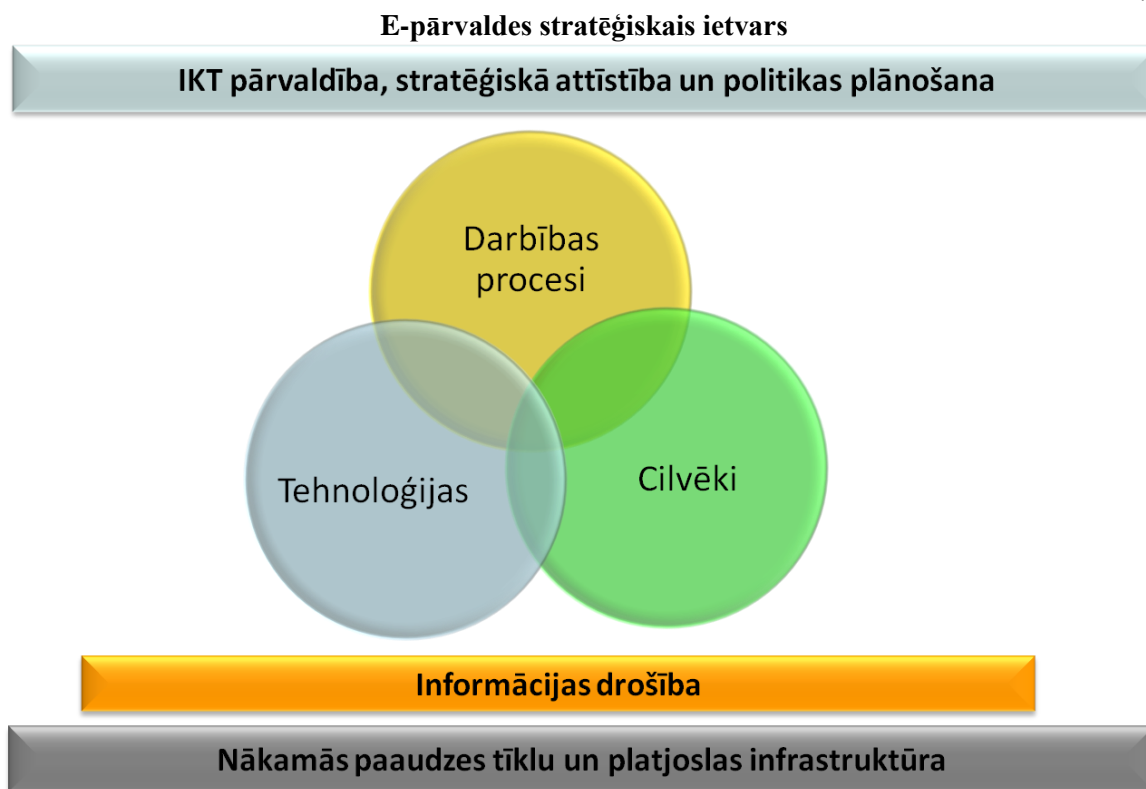 E-pārvaldes stratēģiskais ietvars
IKT pārvaldība, stratēģiskā attīstība un politikas plānošana
Darbības
procesi
Tehnoloģijas
Cilvēki
Informācijas drošība
Nākamās paaudzes tīklu un platjoslas infrastruktūra